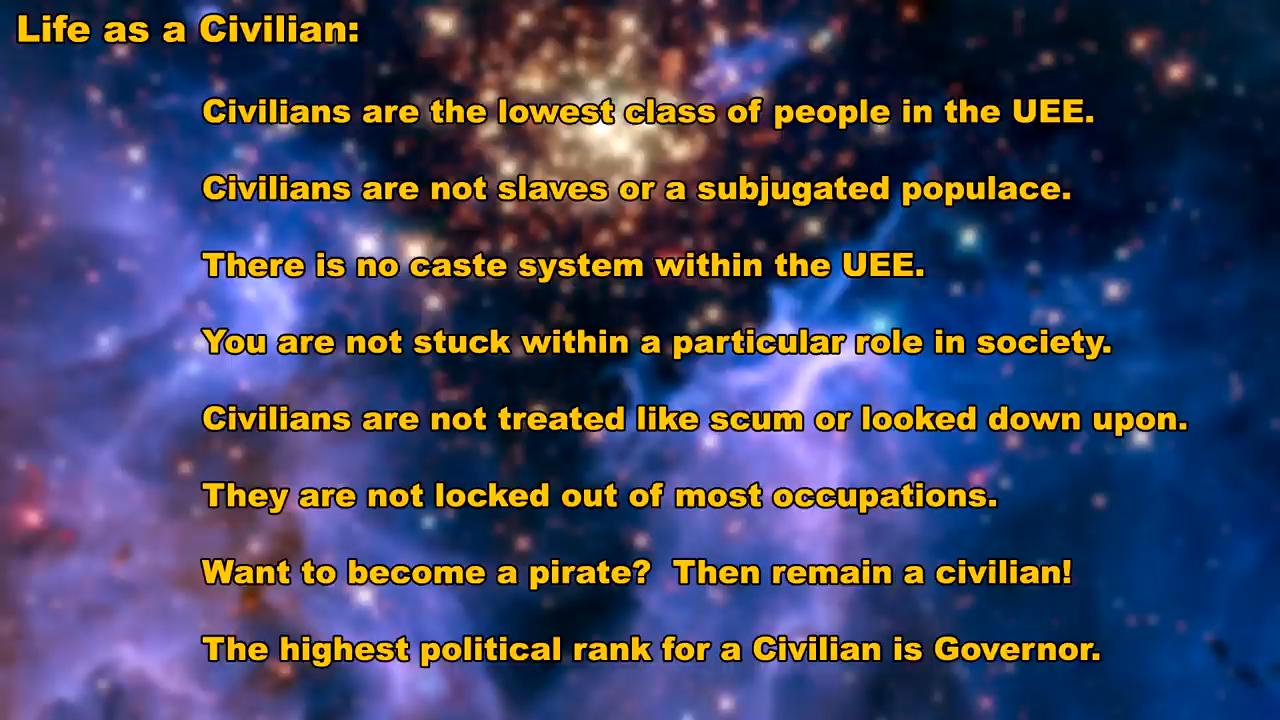 Life as a Civilian:
Civilians are the lowest class of people in the UEE.
Civilians are not slaves or a subjugated populace.
There is no caste system within the UEE.
You are not stuck within a particular role in society.
Civilians are not treated like scum or looked down upon.
They are not locked out of most occupations.
Want to become a pirate?  Then remain a civilian!
The highest political rank for a Civilian is Governor.